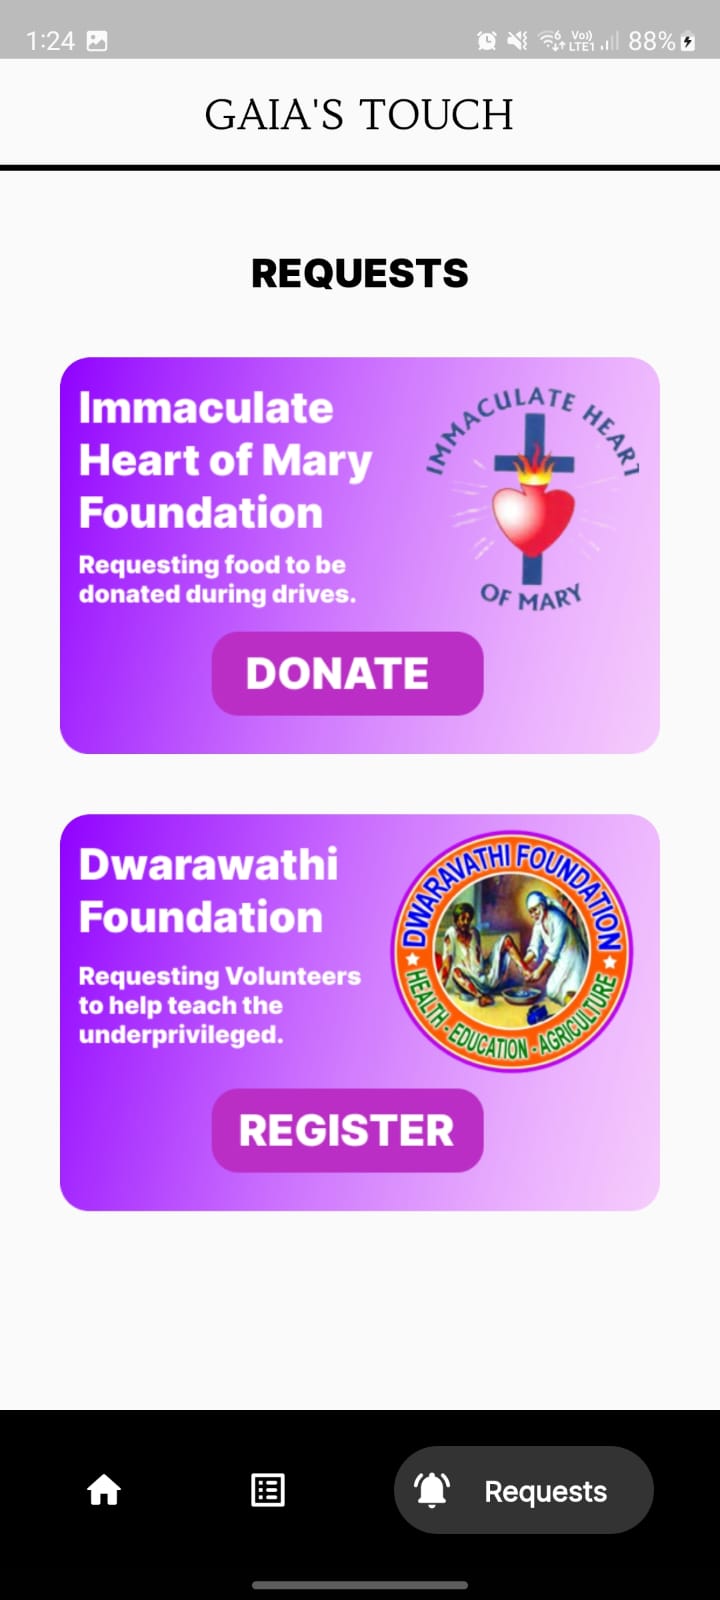 1:24
Vo))
LTE1
88%
GAIA'S TOUCH
REQUESTS
Immaculate
Heart of Mary
Foundation
Requesting food to be
donated during drives.
IMMACULATE HEART
OF MARY
DONATE
Dwarawathi
Foundation
Requesting Volunteers
to help teach the
underprivileged.
DWARAVATHI FOUNDATION
HEALTH - EDUCATION - AGRICULTURE
REGISTER
Requests